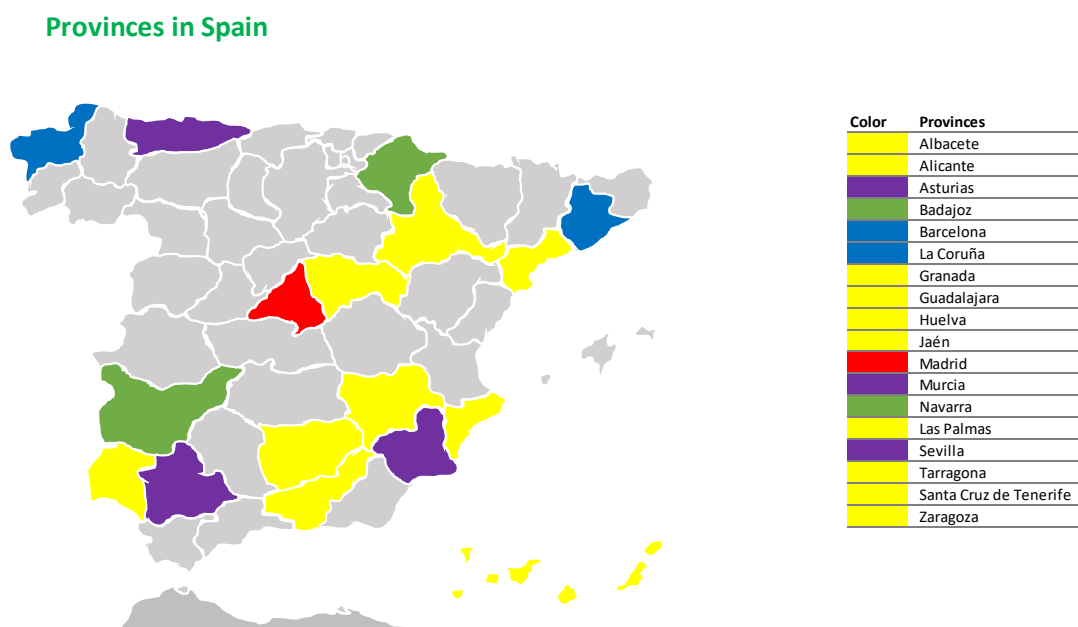 Provinces in Spain
Color Provinces
Albacete
Alicante
Asturias
Badajoz
Barcelona
La Coruña
Granada
Guadalajara
Huelva
Jaén
Madrid
Murcia
Navarra
Las Palmas
Sevilla
Tarragona
Santa Cruz de Tenerife
Zaragoza